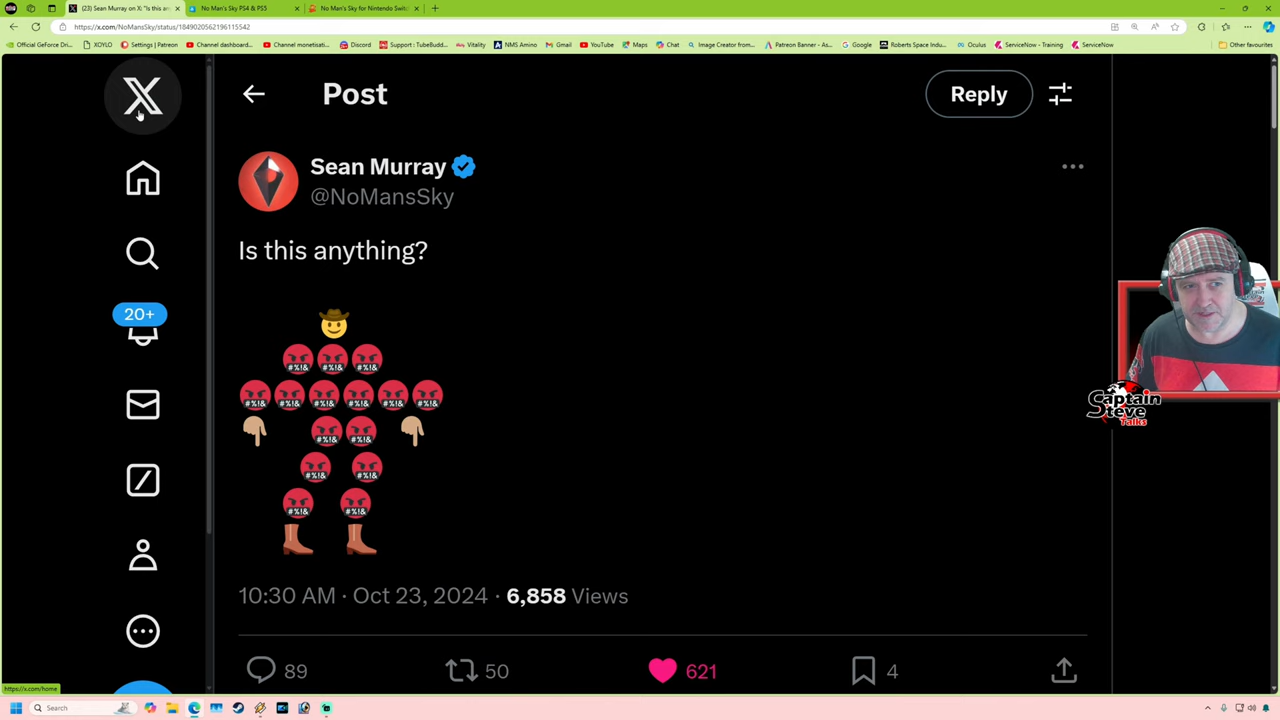 (23) Sean Murray on X: "Is this an
No Man's Sky PS4 & PS5
No Man's Sky for Nintendo Switc
https://x.com/NoMansSky/status/1849020562196115542
Official GeForce Dri...
XOYLO
Settings | Patreon
Channel dashboard...
Channel monetisati...
Discord
Support : TubeBudd...
Vitality
NMS Amino
Gmail
YouTube
Maps
Chat
Image Creator from...
Patreon Banner - As...
Google
Roberts Space Indu...
Oculus
ServiceNow - Training
ServiceNow
Other favourites
Post
Reply
Sean Murray
@NoMansSky
Is this anything?
20+
#%!& #%!& #%!&
#%!& #%!& #%!& #%!& #%!& #%!&
#%!& #%!&
#%!& #%!&
#%!& #%!&
Captain
Steve
Talks
10:30 AM · Oct 23, 2024 · 6,858 Views
89
50
621
4
https://x.com/home
Search